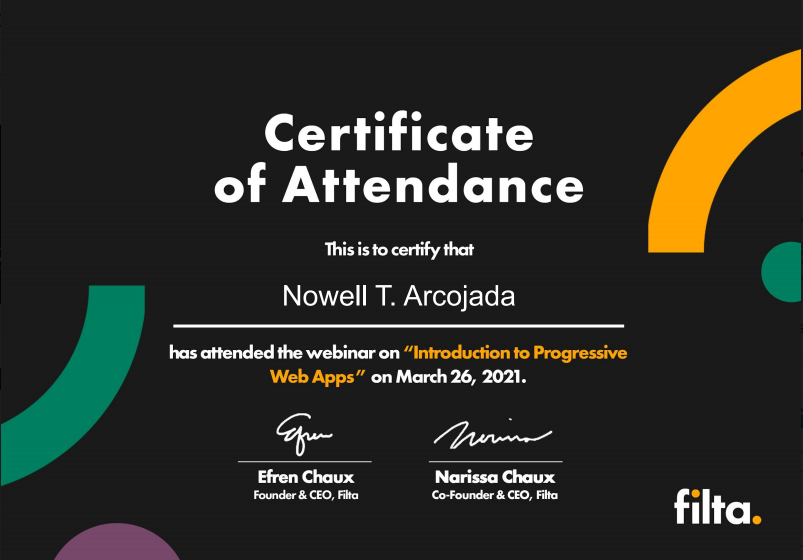 Certificate
of Attendance
This is to certify that
Nowell T. Arcojada
has attended the webinar on “Introduction to Progressive
Web Apps” on March 26, 2021.
Efren
Narissa
Efren Chaux
Narissa Chaux
Founder & CEO, Filta
Co-Founder & CEO, Filta
filta.